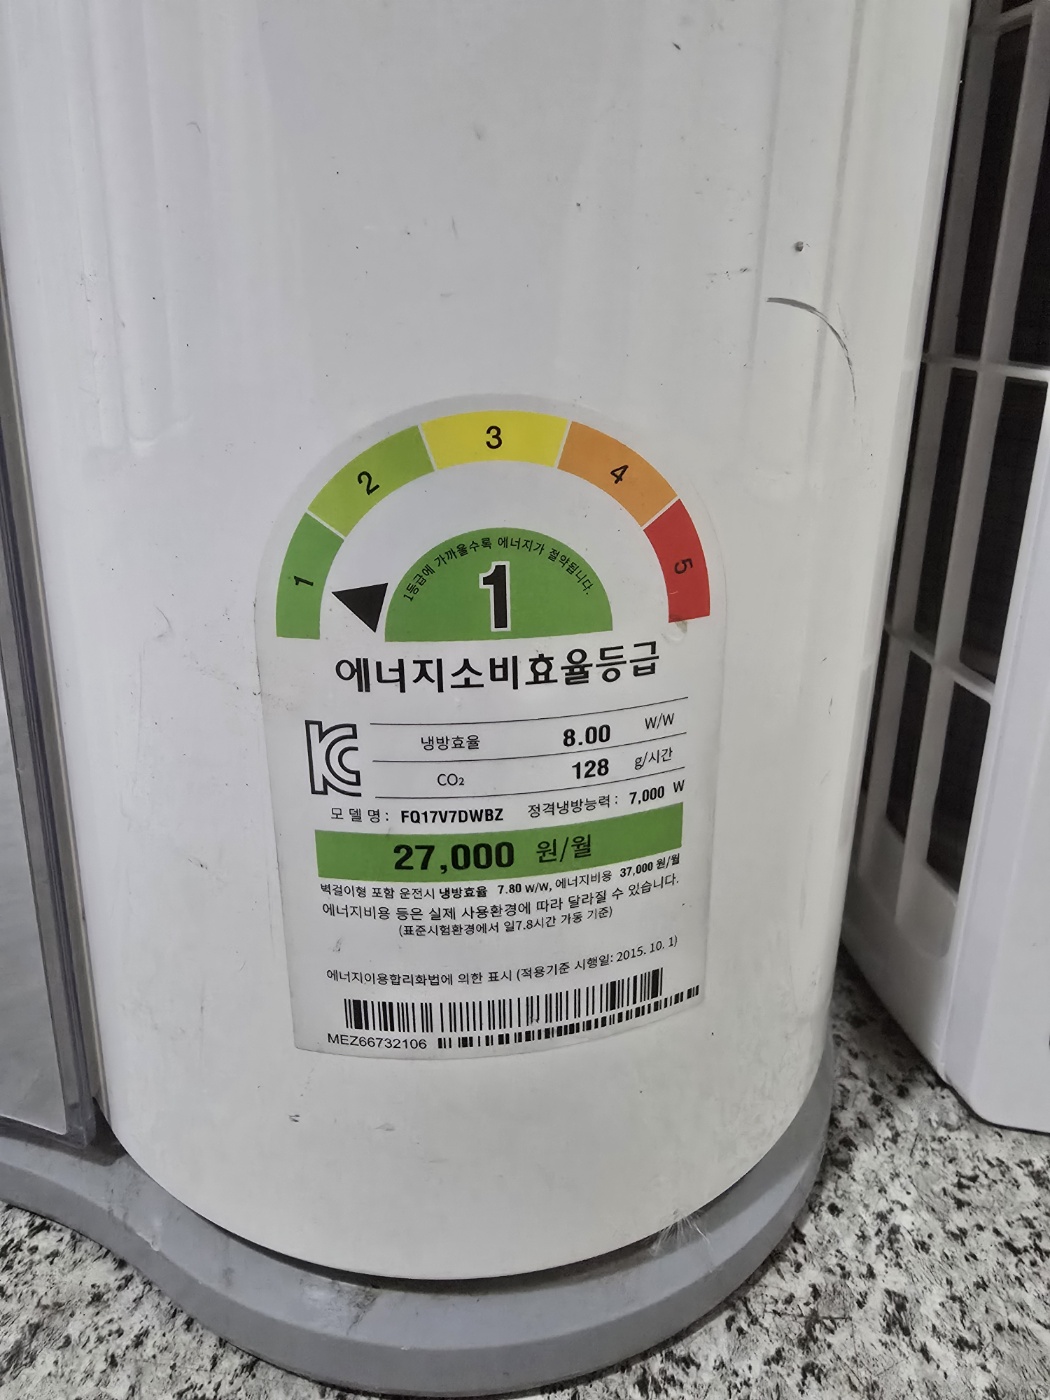 1 2 3 4 5
1등급에 가까울수록 에너지가 절약됩니다.
1
에너지소비효율등급
KC
냉방효율 8.00 W/W
CO₂ 128 g/시간
모 델 명 : FQ17V7DWBZ 정격냉방능력 : 7,000 W
27,000 원/월
벽걸이형 포함 운전시 냉방효율 7.80 W/W, 에너지비용 37,000 원/월
에너지비용 등은 실제 사용환경에 따라 달라질 수 있습니다.
(표준시험환경에서 일7.8시간 가동 기준)
에너지이용합리화법에 의한 표시 (적용기준 시행일: 2015. 10. 1)
MEZ66732106